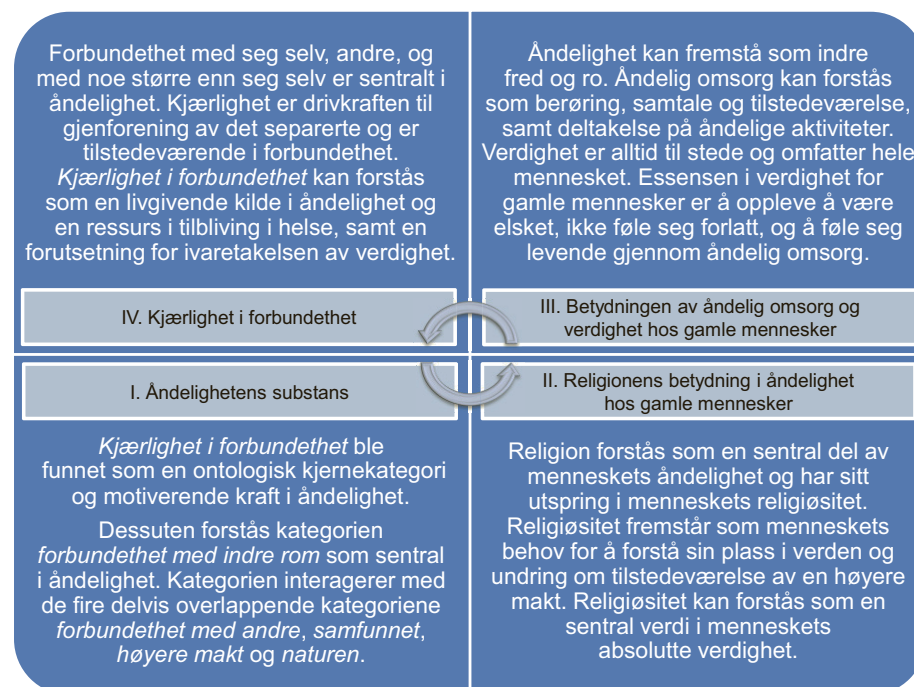 Forbundethet med seg selv, andre, og
med noe større enn seg selv er sentralt i
åndelighet. Kjærlighet er drivkraften til
gjenforening av det separerte og er
tilstedeværende i forbundethet.
Kjærlighet i forbundethet kan forstås
som en livgivende kilde i åndelighet og
en ressurs i tilblivning i helse, samt en
forutsetning for ivaretakelsen av verdighet.
IV. Kjærlighet i forbundethet
Åndelighet kan fremstå som indre
fred og ro. Åndelig omsorg kan forstås
som berøring, samtale og tilstedeværelse,
samt deltakelse på åndelige aktiviteter.
Verdighet er alltid til stede og omfatter hele
mennesket. Essensen i verdighet for
gamle mennesker er å oppleve å være
elsket, ikke føle seg forlatt, og å føle seg
levende gjennom åndelig omsorg.
III. Betydningen av åndelig omsorg og
verdighet hos gamle mennesker
I. Åndelighetens substans
Kjærlighet i forbundethet ble
funnet som en ontologisk kjernekategori
og motiverende kraft i åndelighet.
Dessuten forstås kategorien
forbundethet med indre rom som sentral
i åndelighet. Kategorien interagerer med
de fire delvis overlappende kategoriene
forbundethet med andre, samfunnet,
høyere makt og naturen.
II. Religionens betydning i åndelighet
hos gamle mennesker
Religion forstås som en sentral del av
menneskets åndelighet og har sitt
utspring i menneskets religiøsitet.
Religiøsitet fremstår som menneskets
behov for å forstå sin plass i verden og
undring om tilstedeværelse av en høyere
makt. Religiøsitet kan forstås som en
sentral verdi i menneskets
absolutte verdighet.